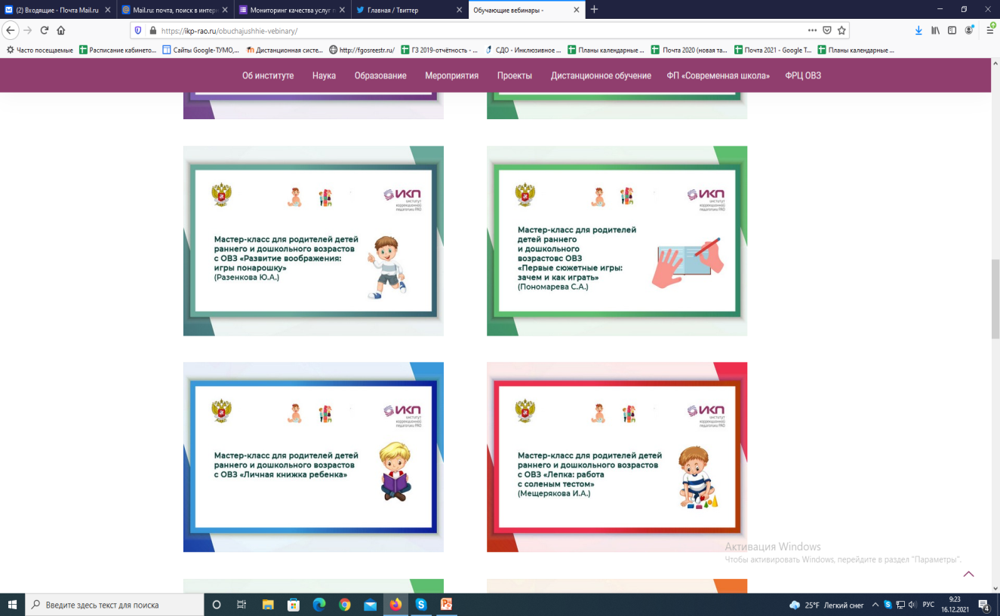 (2) Входящие - Почта Mail.ru
Mail.ru: почта, поиск в интерн
Мониторинг качества услуг п
Главная / Твиттер
Обучающие вебинары -
https://ikp-rao.ru/obuchajushhie-vebinary/
Часто посещаемые
Расписание кабинето...
Сайты Google-ТУМО,...
Дистанционная систе...
http://fgosreestr.ru/
ГЗ 2019-отчётность - ...
СДО - Инклюзивное ...
Планы календарные ...
Почта 2020 (новая та...
Почта 2021 - Google Т...
Планы календарные ...
Об институте
Наука
Образование
Мероприятия
Проекты
Дистанционное обучение
ФП «Современная школа»
ФРЦ ОВЗ
ИКП
институт
коррекционной
педагогики РАО
Мастер-класс для родителей детей
раннего и дошкольного возрастов
с ОВЗ «Развитие воображения:
игры понарошку»
(Разенкова Ю.А.)
ИКП
институт
коррекционной
педагогики РАО
Мастер-класс для родителей
детей раннего
и дошкольного
возрастовс ОВЗ
«Первые сюжетные игры:
зачем и как играть»
(Пономарева С.А.)
ИКП
институт
коррекционной
педагогики РАО
Мастер-класс для родителей детей
раннего и дошкольного возрастов
с ОВЗ «Личная книжка ребенка»
ИКП
институт
коррекционной
педагогики РАО
Мастер-класс для родителей детей
раннего и дошкольного возрастов
с ОВЗ «Лепка: работа
с соленым тестом»
(Мещерякова И.А.)
Активация Windows
Чтобы активировать Windows, перейдите в раздел "Параметры".
Введите здесь текст для поиска
25°F Легкий снег
РУС
9:23
16.12.2021
4